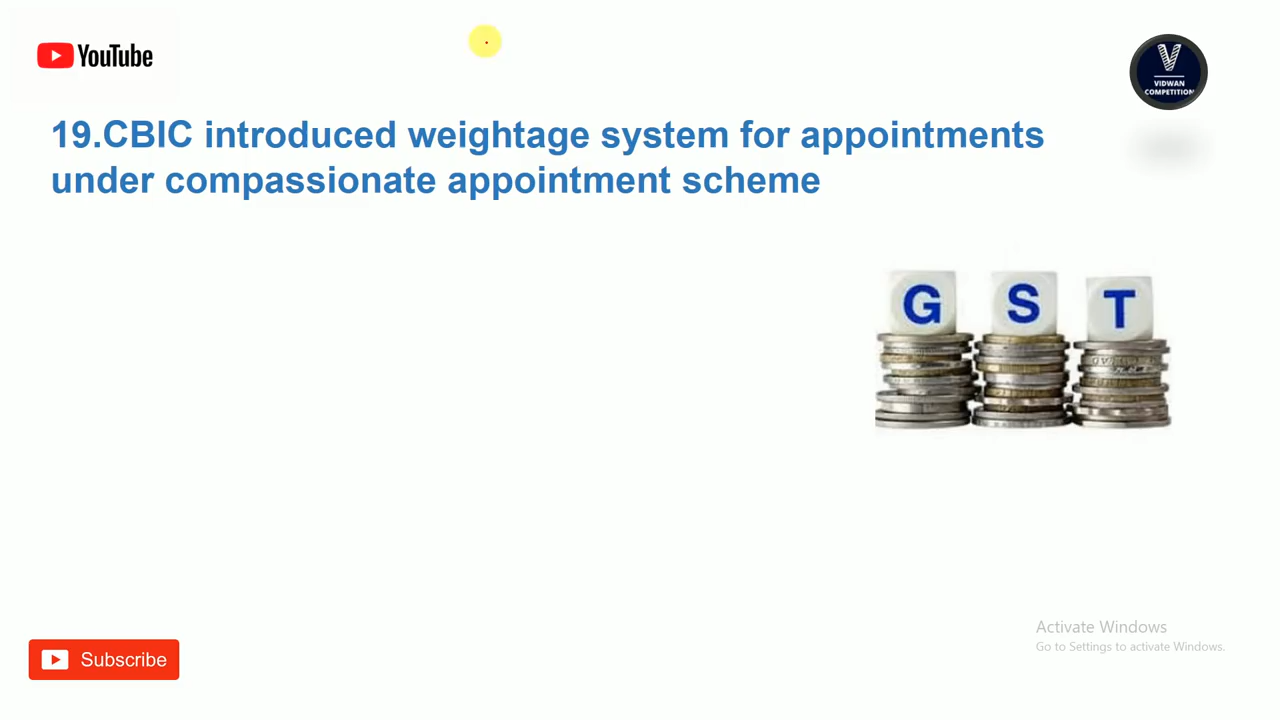 YouTube
VIDWAN
COMPETITION
19.CBIC introduced weightage system for appointments
under compassionate appointment scheme
G S T
Activate Windows
Go to Settings to activate Windows.
Subscribe